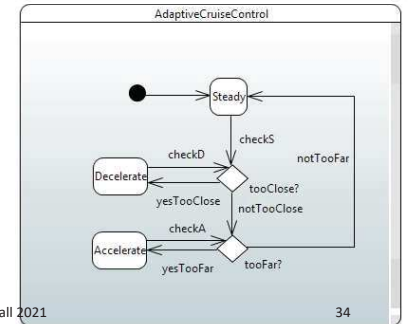 AdaptiveCruiseControl
Steady
checkS
checkD
notTooFar
Decelerate
tooClose?
yesTooClose
notTooClose
checkA
Accelerate
yesTooFar
tooFar?
all 2021
34